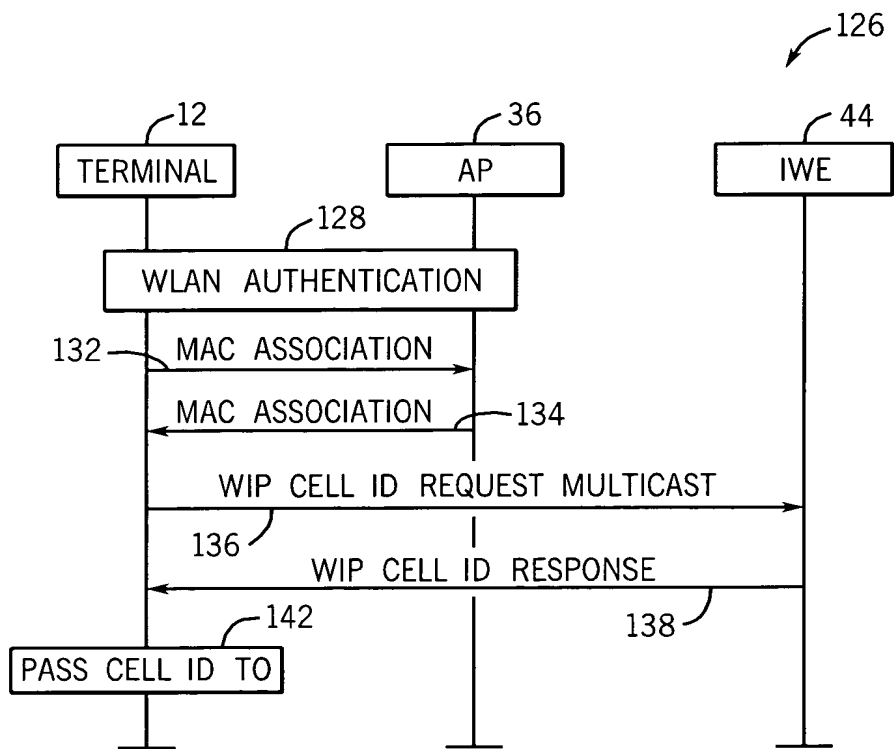 126
12
36
44
TERMINAL
AP
IWE
128
WLAN AUTHENTICATION
132
MAC ASSOCIATION
MAC ASSOCIATION
134
WIP CELL ID REQUEST MULTICAST
136
WIP CELL ID RESPONSE
138
142
PASS CELL ID TO